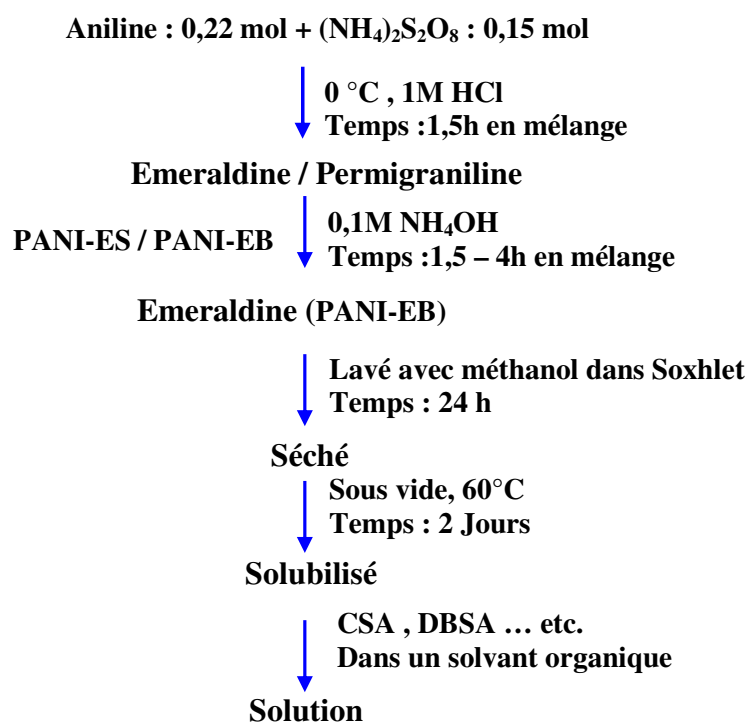 Aniline : 0,22 mol + (NH4)2S2O8 : 0,15 mol
0 °C , 1M HCl
Temps :1,5h en mélange
Emeraldine / Permigraniline
PANI-ES / PANI-EB
0,1M NH4OH
Temps :1,5 – 4h en mélange
Emeraldine (PANI-EB)
Lavé avec méthanol dans Soxhlet
Temps : 24 h
Séché
Sous vide, 60°C
Temps : 2 Jours
Solubilisé
CSA , DBSA … etc.
Dans un solvant organique
Solution